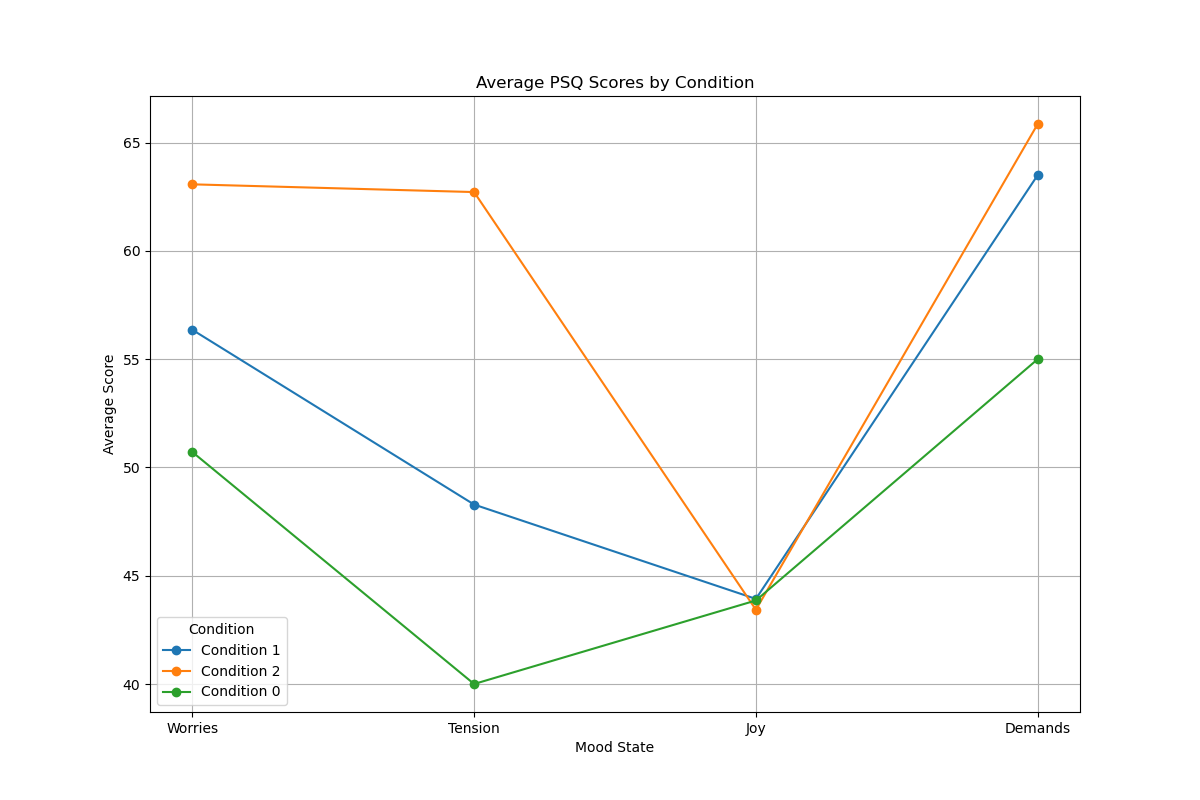 Average PSQ Scores by Condition
65
60
55
50
45
40
Average Score
Condition
Condition 1
Condition 2
Condition 0
Worries Tension Joy Demands
Mood State